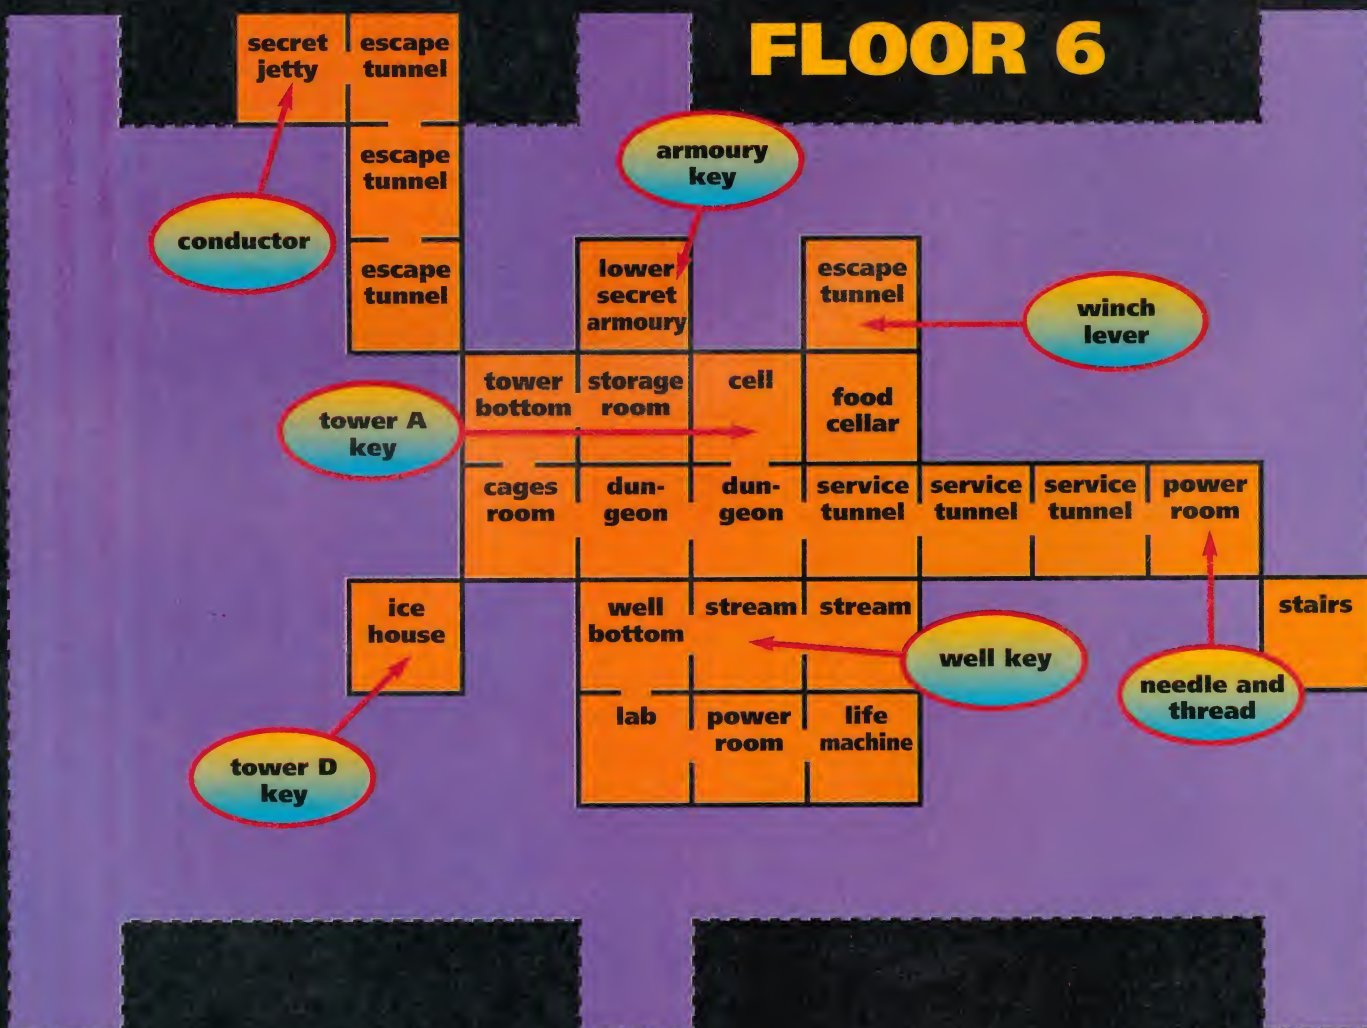 FLOOR 6
secret
jetty
escape
tunnel
escape
tunnel
armoury
key
conductor
escape
tunnel
lower
secret
armoury
escape
tunnel
winch
lever
tower A
key
tower
bottom
storage
room
cell
food
cellar
cages
room
dun-
geon
dun-
geon
service
tunnel
service
tunnel
service
tunnel
power
room
ice
house
well
bottom
stream
stream
well key
stairs
needle and
thread
tower D
key
lab
power
room
life
machine